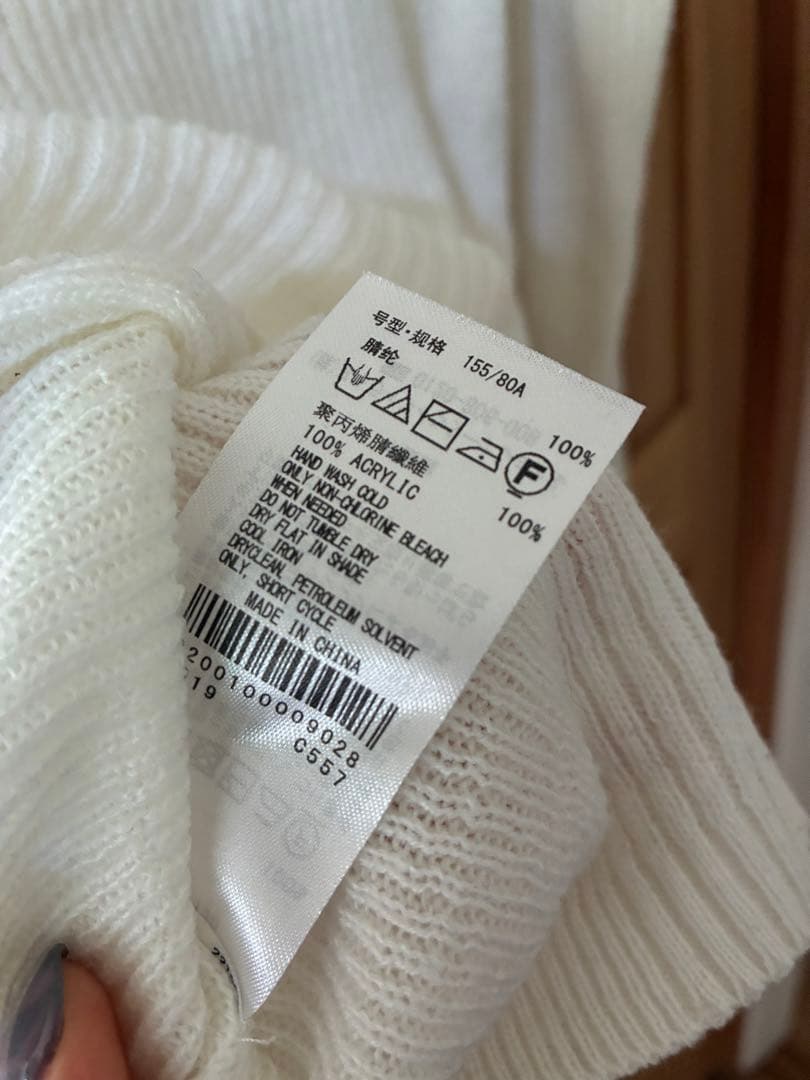 号型·规格 155/80A
腈纶 100%
F
聚丙烯腈纖維 100%
100% ACRYLIC
HAND WASH COLD
ONLY NON-CHLORINE BLEACH
WHEN NEEDED
DO NOT TUMBLE DRY
DRY FLAT IN SHADE
COOL IRON
DRYCLEAN, PETROLEUM SOLVENT
ONLY, SHORT CYCLE
MADE IN CHINA
200100009028
C557